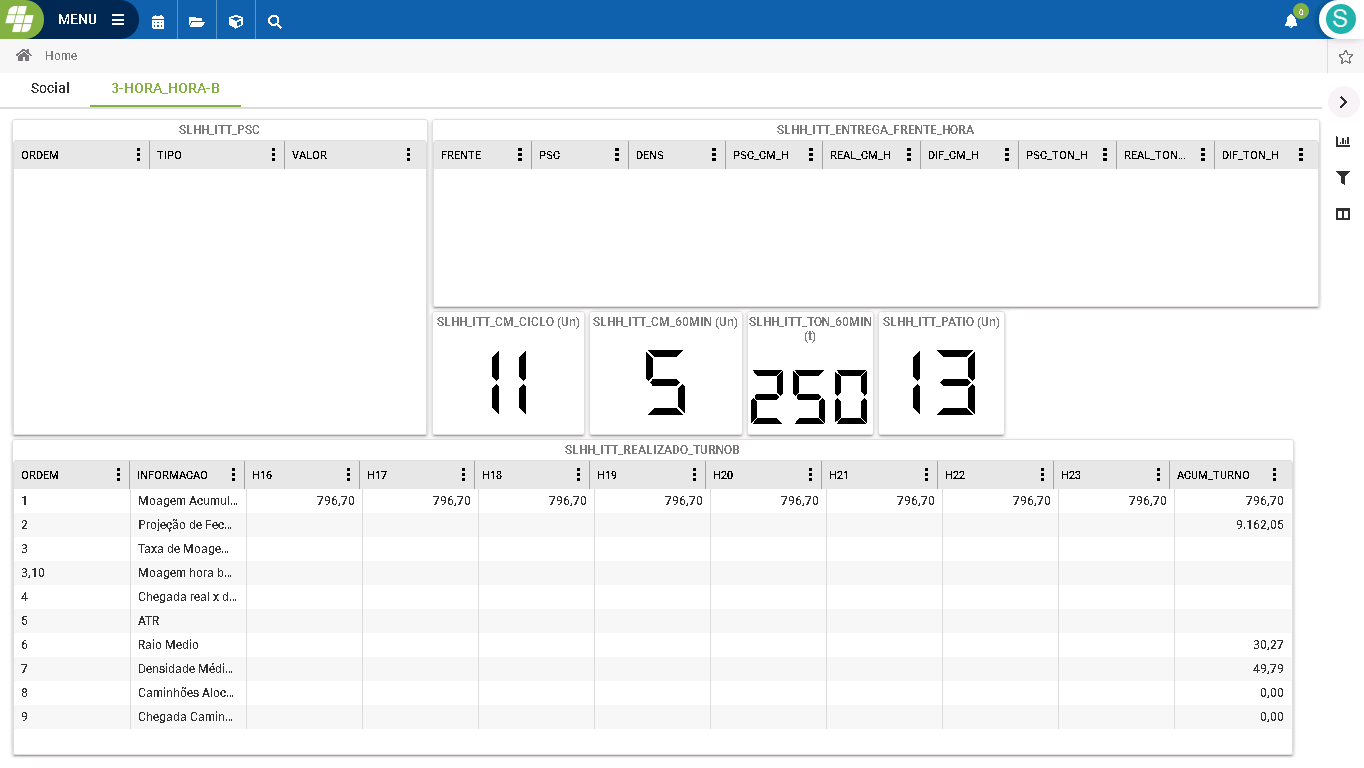 MENU
0
S
Home
Social 3-HORA_HORA-B
SLHH_ITT_PSC
ORDEM TIPO VALOR
SLHH_ITT_ENTREGA_FRENTE_HORA
FRENTE PSC DENS PSC_CM_H REAL_CM_H DIF_CM_H PSC_TON_H REAL_TON... DIF_TON_H
SLHH_ITT_CM_CICLO (Un)
11
SLHH_ITT_CM_60MIN (Un)
5
SLHH_ITT_TON_60MIN
(t)
250
SLHH_ITT_PATIO (Un)
13
SLHH_ITT_REALIZADO_TURNOB
ORDEM INFORMACAO H16 H17 H18 H19 H20 H21 H22 H23 ACUM_TURNO
1 Moagem Acumul... 796,70 796,70 796,70 796,70 796,70 796,70 796,70 796,70 796,70
2 Projeção de Fec... 9.162,05
3 Taxa de Moage...
3,10 Moagem hora b...
4 Chegada real x d...
5 ATR
6 Raio Medio 30,27
7 Densidade Médi... 49,79
8 Caminhões Aloc... 0,00
9 Chegada Camin... 0,00